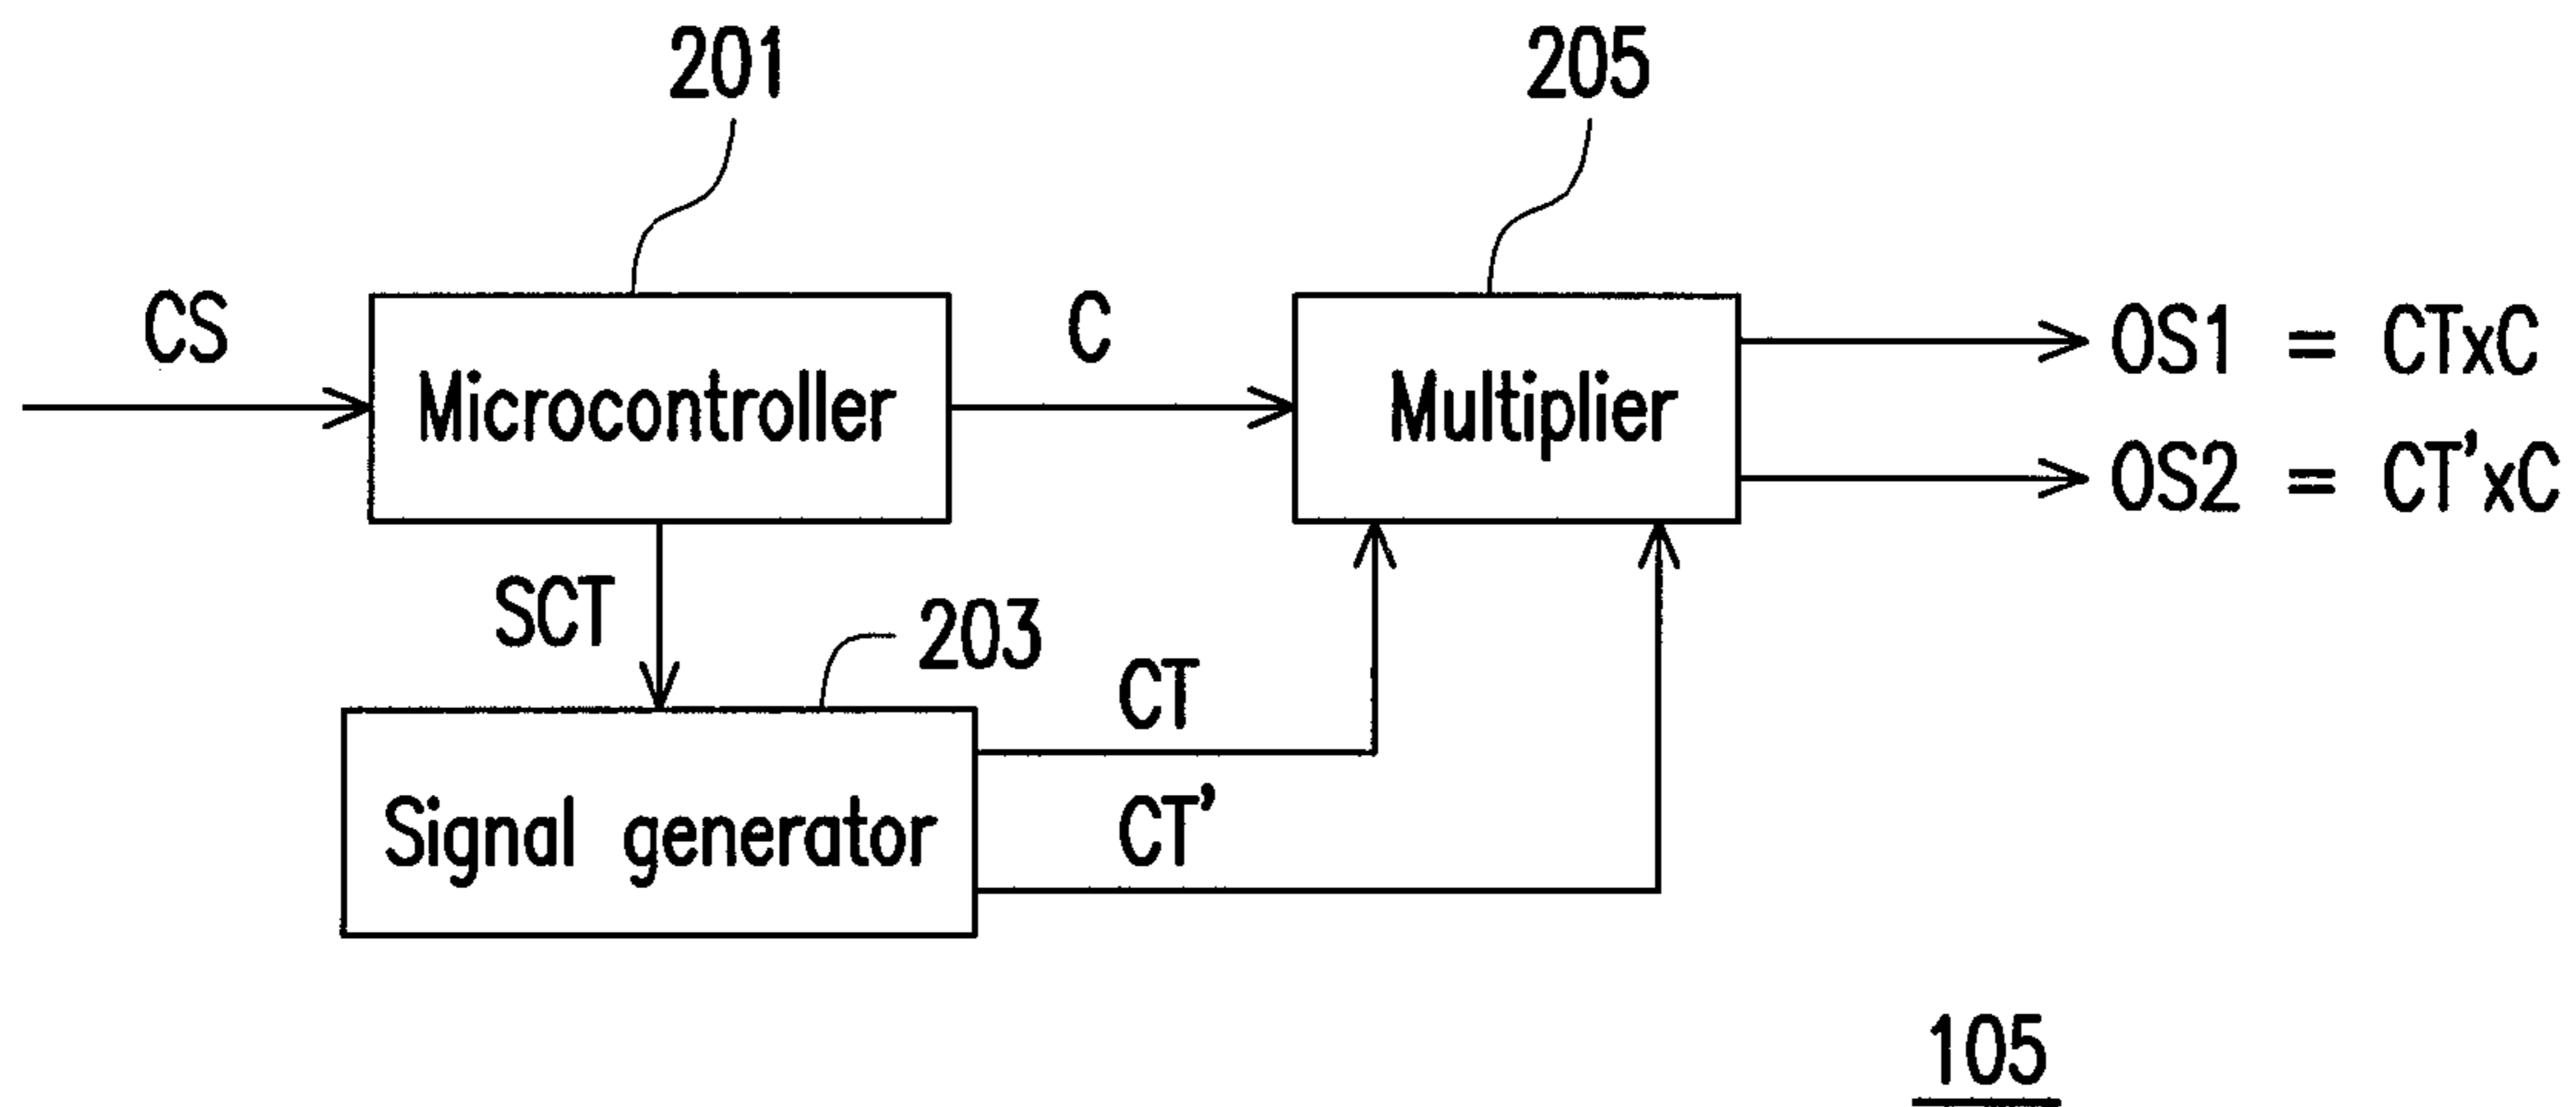 201
205
CS
C
OS1 = CTxC
Microcontroller
Multiplier
OS2 = CT'xC
SCT
203
CT
Signal generator
CT'
105